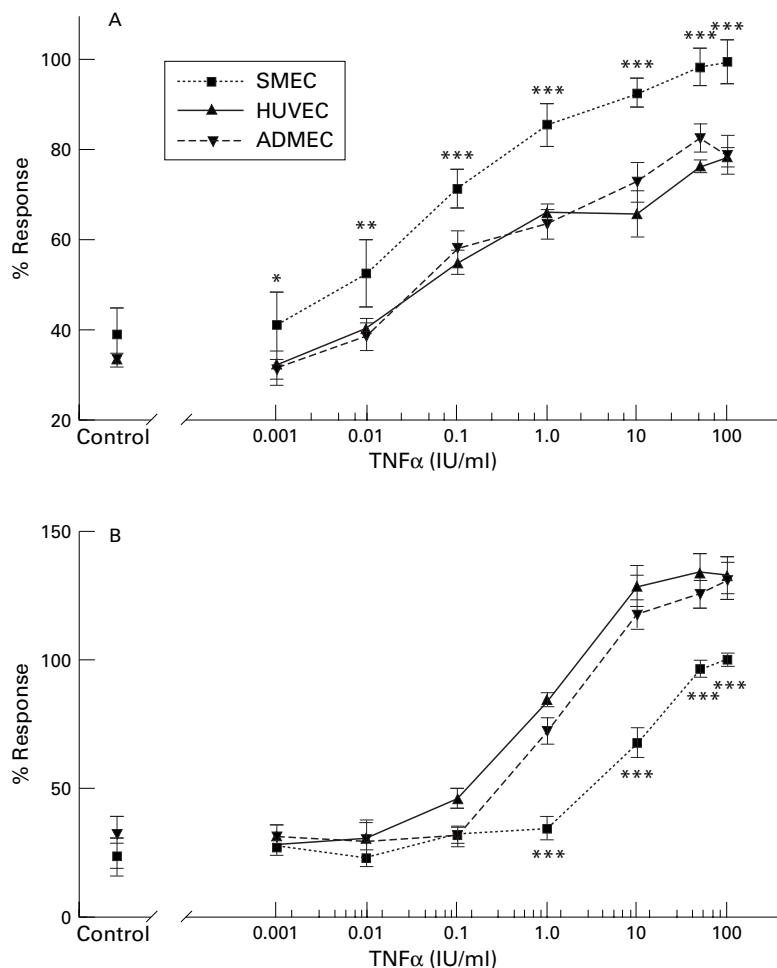 A
100
80
60
40
20
% Response
SMEC
HUVEC
ADMEC
*
**
***
***
***
***
***
Control
0.001
0.01
0.1
1.0
10
100
TNFα (IU/ml)
B
150
100
50
0
% Response
***
***
***
***
Control
0.001
0.01
0.1
1.0
10
100
TNFα (IU/ml)